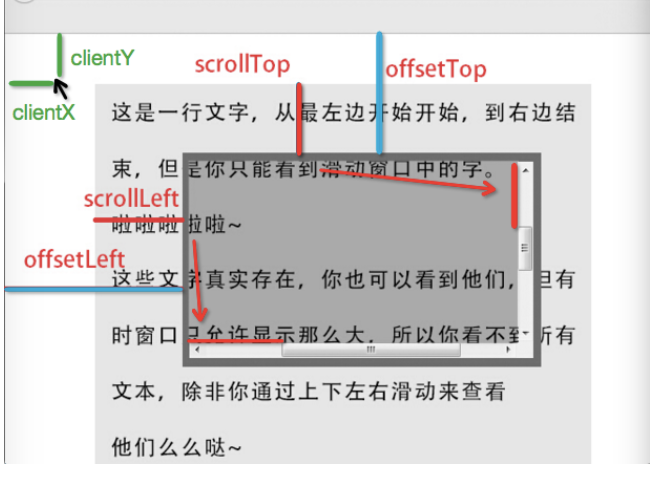 clientY
scrollTop
offsetTop
clientX
这是一行文字，从最左边开始开始，到右边结
束，但是你只能看到滑动窗口中的字。
scrollLeft
啦啦啦啦啦~
offsetLeft
这些文字真实存在，你也可以看到他们，但有
时窗口只允许显示那么大，所以你看不到所有
文本，除非你通过上下左右滑动来查看
他们么么哒~